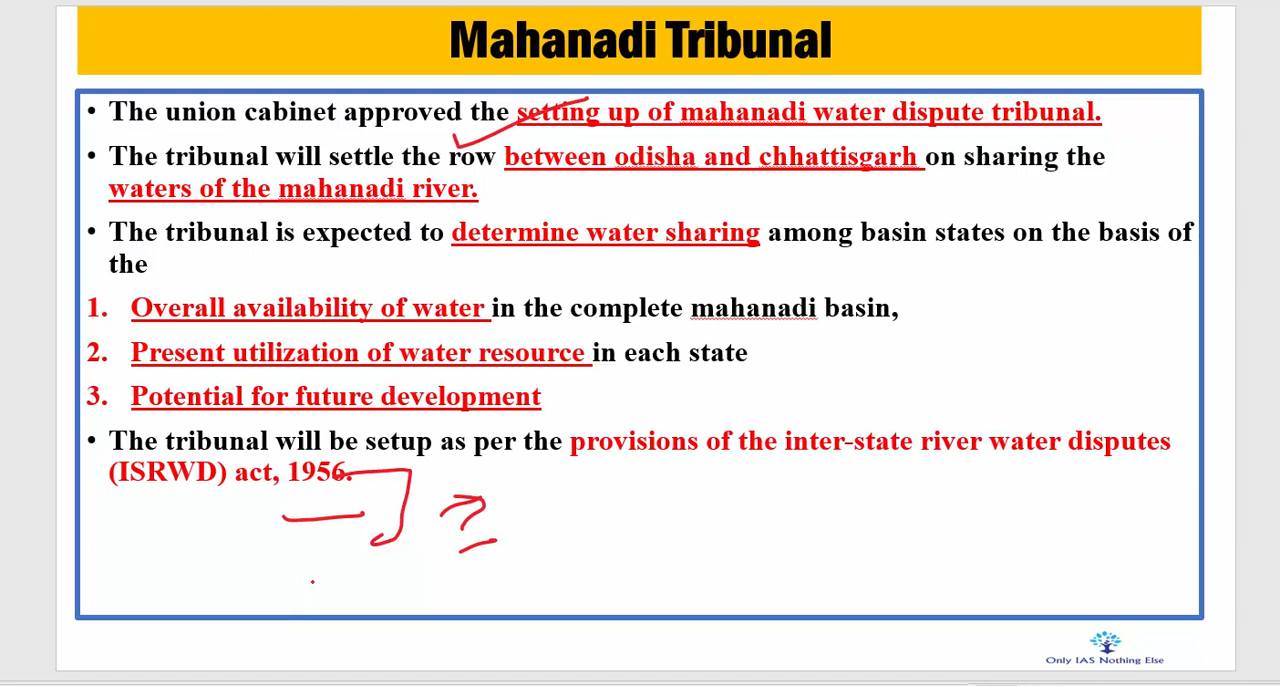 Mahanadi Tribunal
• The union cabinet approved the setting up of mahanadi water dispute tribunal.
• The tribunal will settle the row between odisha and chhattisgarh on sharing the
waters of the mahanadi river.
• The tribunal is expected to determine water sharing among basin states on the basis of
the
1. Overall availability of water in the complete mahanadi basin,
2. Present utilization of water resource in each state
3. Potential for future development
• The tribunal will be setup as per the provisions of the inter-state river water disputes
(ISRWD) act, 1956.
?
Only IAS Nothing Else